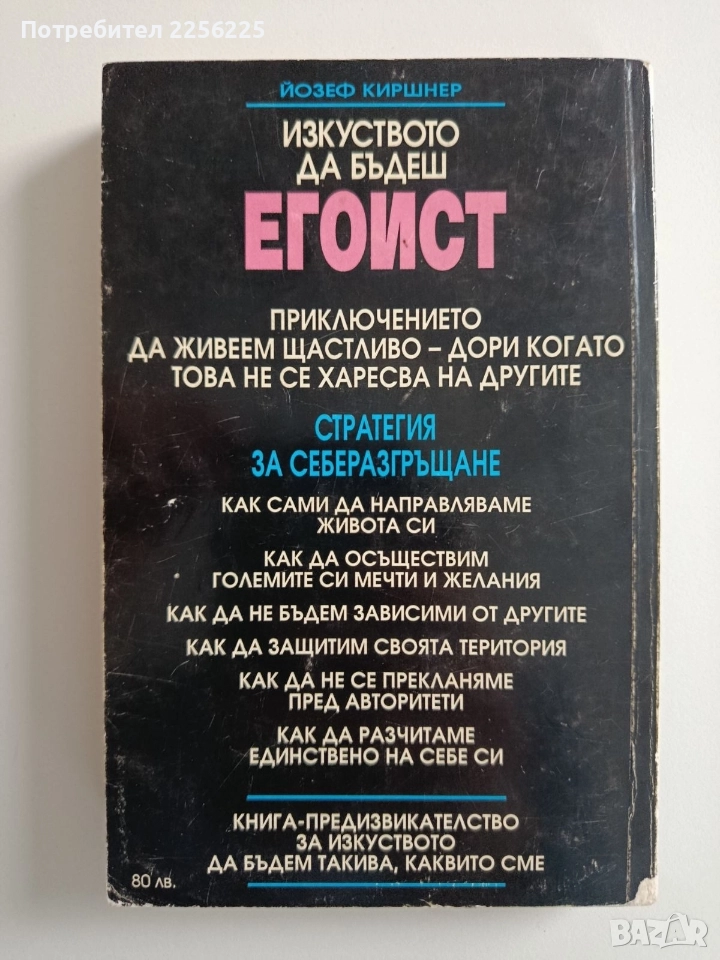 Потребител 2256225
ЙОЗЕФ КИРШНЕР
ИЗКУСТВОТО
ДА БЪДЕШ
ЕГОИСТ
ПРИКЛЮЧЕНИЕТО
ДА ЖИВЕЕМ ЩАСТЛИВО – ДОРИ КОГАТО
ТОВА НЕ СЕ ХАРЕСВА НА ДРУГИТЕ
СТРАТЕГИЯ
ЗА СЕБЕРАЗГРЪЩАНЕ
КАК САМИ ДА НАПРАВЛЯВАМЕ
ЖИВОТА СИ
КАК ДА ОСЪЩЕСТВИМ
ГОЛЕМИТЕ СИ МЕЧТИ И ЖЕЛАНИЯ
КАК ДА НЕ БЪДЕМ ЗАВИСИМИ ОТ ДРУГИТЕ
КАК ДА ЗАЩИТИМ СВОЯТА ТЕРИТОРИЯ
КАК ДА НЕ СЕ ПРЕКЛАНЯМЕ
ПРЕД АВТОРИТЕТИ
КАК ДА РАЗЧИТАМЕ
ЕДИНСТВЕНО НА СЕБЕ СИ
КНИГА-ПРЕДИЗВИКАТЕЛСТВО
ЗА ИЗКУСТВОТО
ДА БЪДЕМ ТАКИВА, КАКВИТО СМЕ
80 ЛВ.
BAZAR